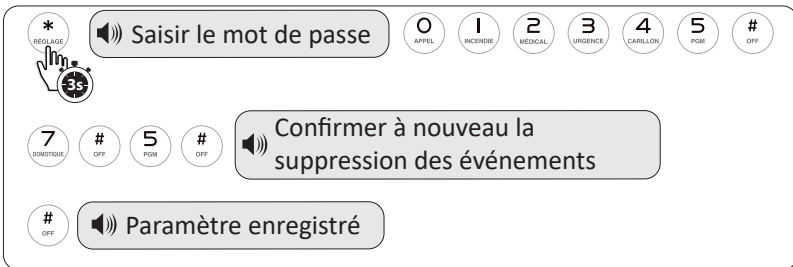 * RÉGLAGE Saisir le mot de passe 0 APPEL 1 INCENDIE 2 MÉDICAL 3 URGENCE 4 CARILLON 5 PGM # OFF
3s
7 DOMOTIQUE # OFF 5 PGM # OFF Confirmer à nouveau la
suppression des événements
# OFF Paramètre enregistré